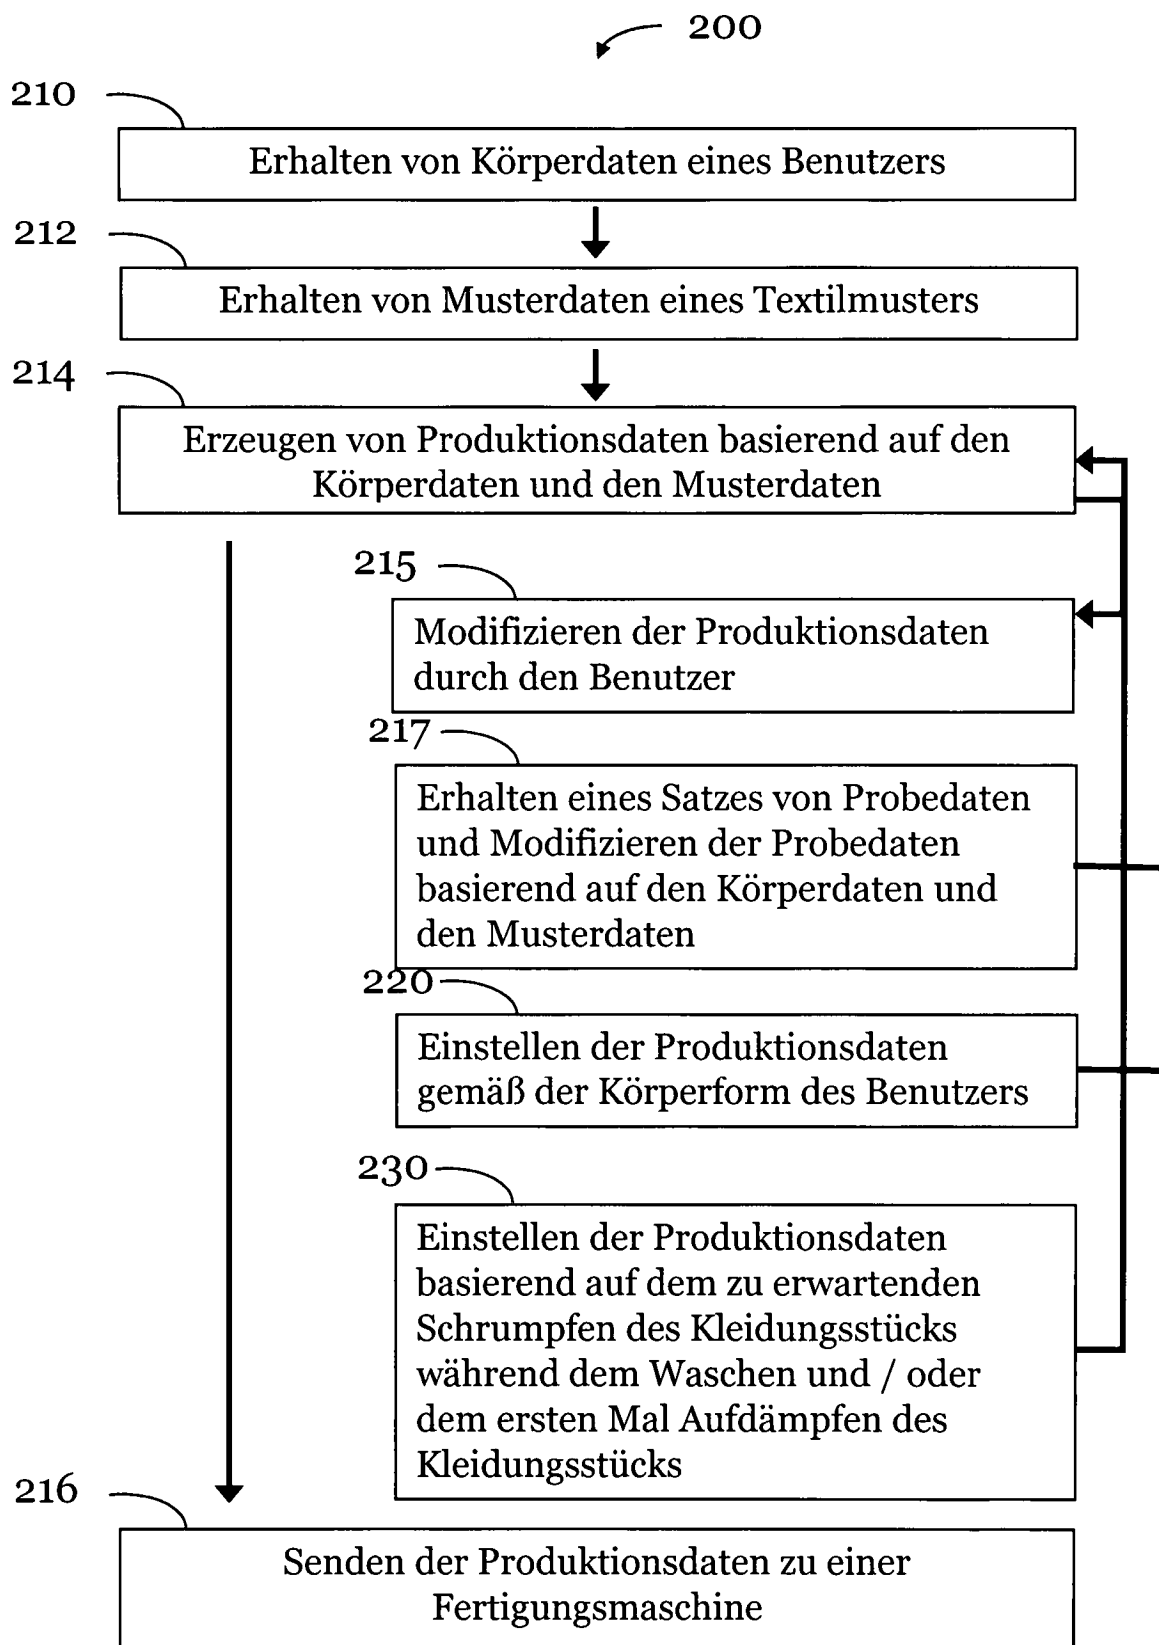 200
210
Erhalten von Körperdaten eines Benutzers
212
Erhalten von Musterdaten eines Textilmusters
214
Erzeugen von Produktionsdaten basierend auf den
Körperdaten und den Musterdaten
215
Modifizieren der Produktionsdaten
durch den Benutzer
217
Erhalten eines Satzes von Probedaten
und Modifizieren der Probedaten
basierend auf den Körperdaten und
den Musterdaten
220
Einstellen der Produktionsdaten
gemäß der Körperform des Benutzers
230
Einstellen der Produktionsdaten
basierend auf dem zu erwartenden
Schrumpfen des Kleidungsstücks
während dem Waschen und / oder
dem ersten Mal Aufdämpfen des
Kleidungsstücks
216
Senden der Produktionsdaten zu einer
Fertigungsmaschine